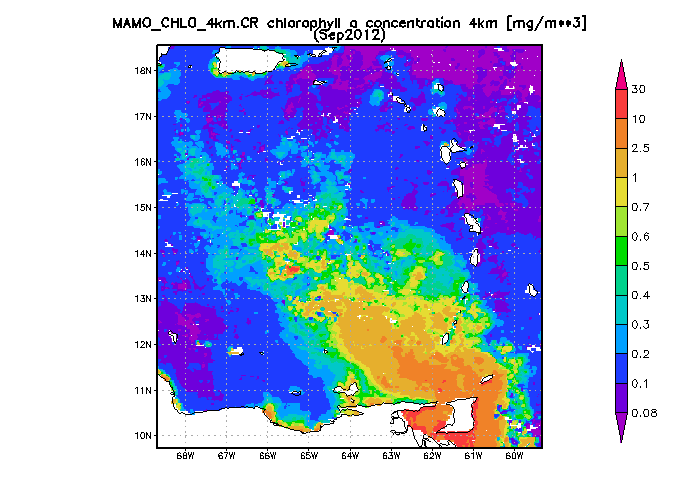 MAMO_CHLO_4km.CR chlorophyll a concentration 4km [mg/m**3]
(Sep2012)
18N
17N
16N
15N
14N
13N
12N
11N
10N
68W 67W 66W 65W 64W 63W 62W 61W 60W
30
10
2.5
1
0.7
0.6
0.5
0.4
0.3
0.2
0.1
0.08